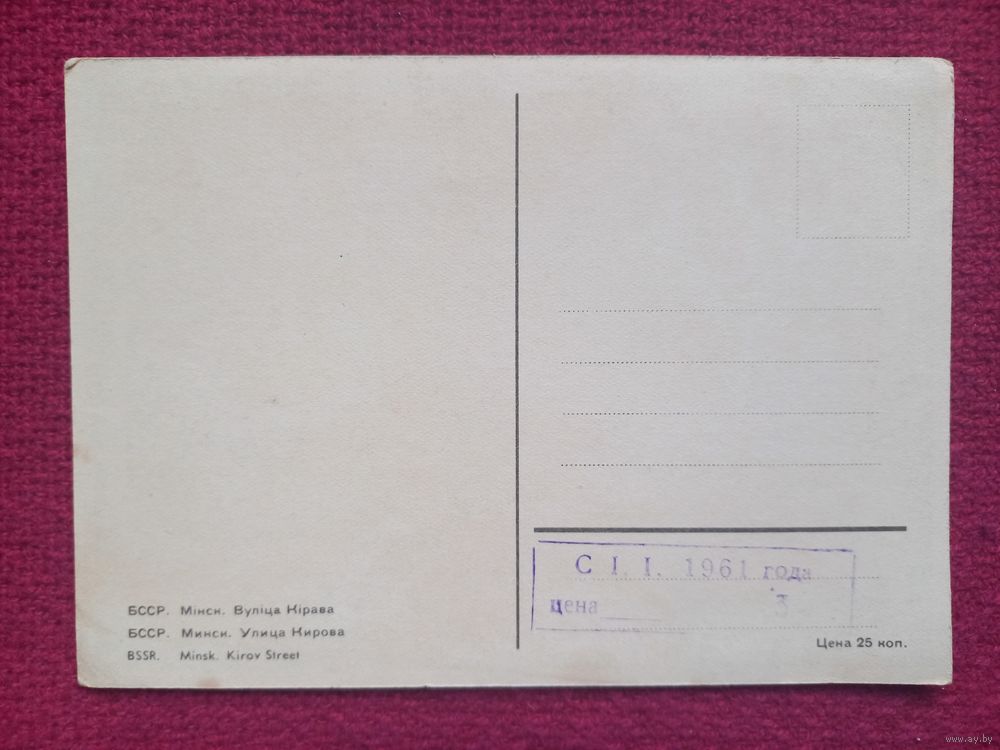 БССР. Мінск. Вуліца Кірава
БССР. Минск. Улица Кирова
BSSR. Minsk. Kirov Street
С I. I. 1961 года
цена 3
Цена 25 коп.
www.ay.by